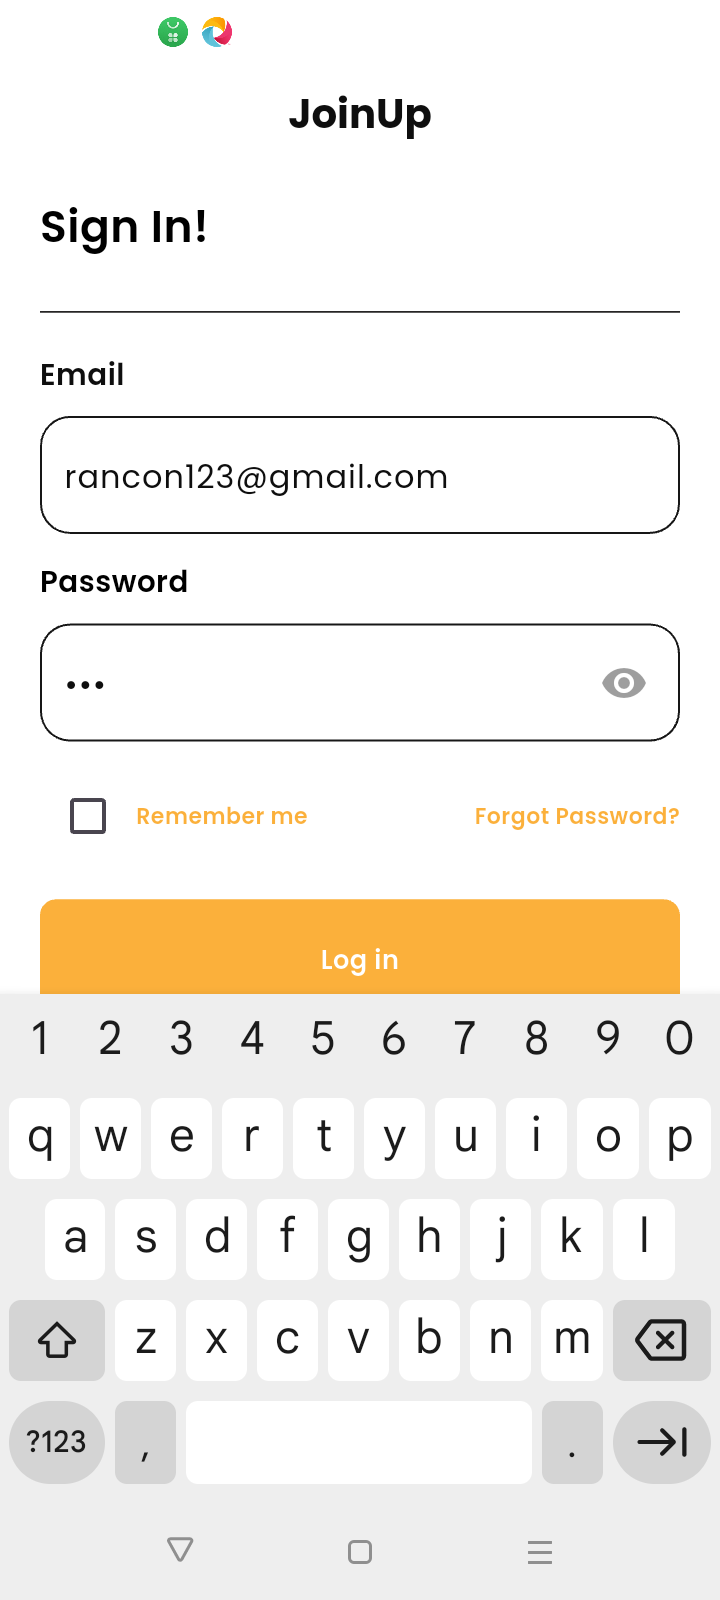 JoinUp
Sign In!
Email
rancon123@gmail.com
Password
•••
Remember me Forgot Password?
Log in
1 2 3 4 5 6 7 8 9 0
q w e r t y u i o p
a s d f g h j k l
z x c v b n m
?123 , .